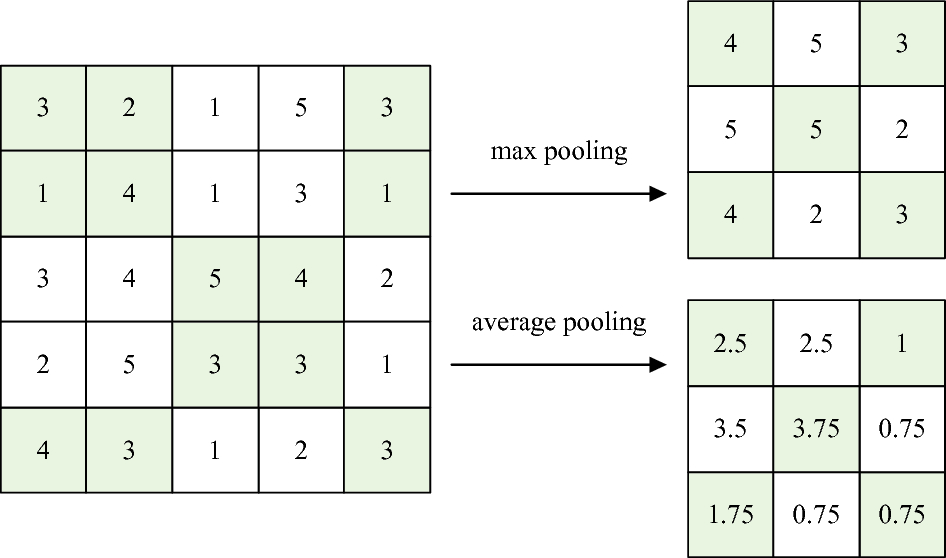 3 2 1 5 3
1 4 1 3 1
3 4 5 4 2
2 5 3 3 1
4 3 1 2 3
max pooling
average pooling
4 5 3
5 5 2
4 2 3
2.5 2.5 1
3.5 3.75 0.75
1.75 0.75 0.75